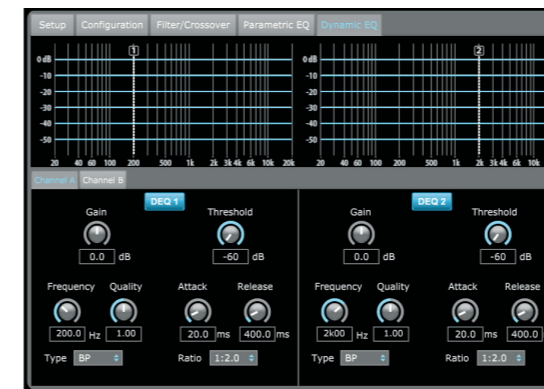 Setup Configuration Filter/Crossover Parametric EQ Dynamic EQ
1 2
0 dB 0 dB
-10 -10
-20 -20
-30 -30
-40 -40
-50 -50
20 40 60 100 200 500 1k 2k 3k 4k 6k 10k 20k 20 40 60 100 200 500 1k 2k 3k 4k 6k 10k
Channel A Channel B
DEQ 1 DEQ 2
Gain Threshold Gain Threshold
0.0 dB -60 dB 0.0 dB -60 dB
Frequency Quality Attack Release Frequency Quality Attack Release
200.0 Hz 1.00 20.0 ms 400.0 ms 2k00 Hz 1.00 20.0 ms 400.0
Type BP Ratio 1:2.0 Type BP Ratio 1:2.0